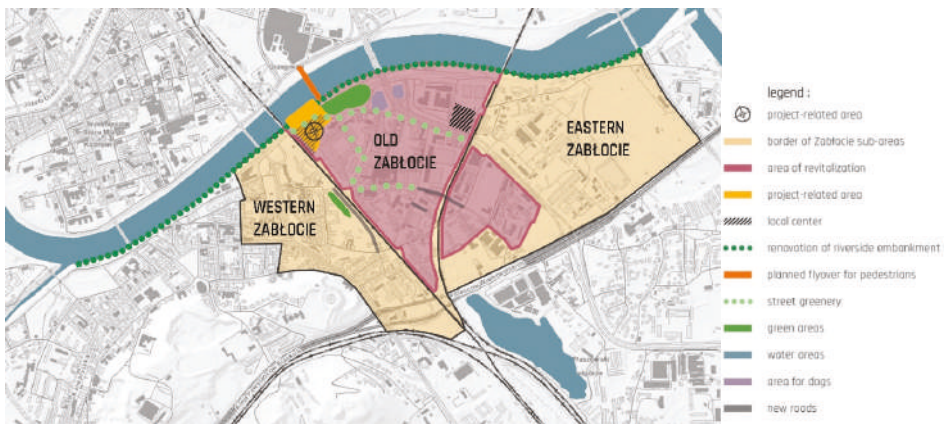 OLD
ZABŁOCIE
EASTERN
ZABŁOCIE
WESTERN
ZABŁOCIE
legend :
project-related area
border of Zabłocie sub-areas
area of revitalization
project-related area
local center
renovation of riverside embankment
planned flyover for pedestrians
street greenery
green areas
water areas
area for dogs
new roads